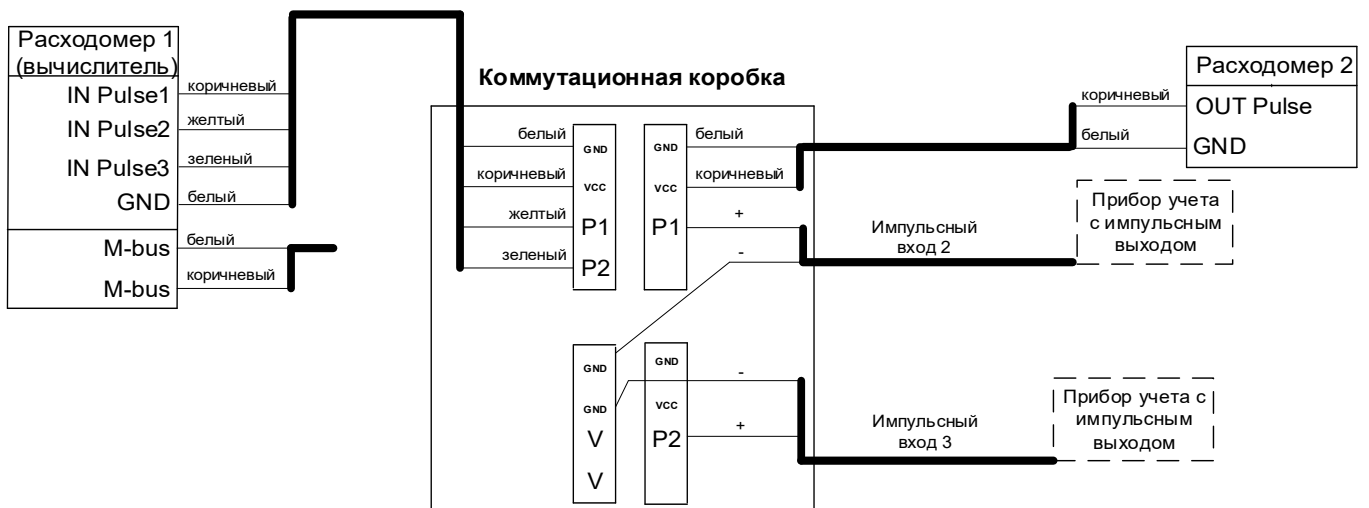 Расходомер 1
(вычислитель)
IN Pulse1
коричневый
IN Pulse2
желтый
IN Pulse3
зеленый
GND
белый
M-bus
белый
M-bus
коричневый
Коммутационная коробка
белый
GND
коричневый
VCC
желтый
P1
зеленый
P2
GND
белый
VCC
коричневый
P1
+
-
Импульсный
вход 2
GND
GND
V
V
GND
VCC
P2
-
+
Импульсный
вход 3
Расходомер 2
коричневый
OUT Pulse
белый
GND
Прибор учета
с импульсным
выходом
Прибор учета с
импульсным
выходом